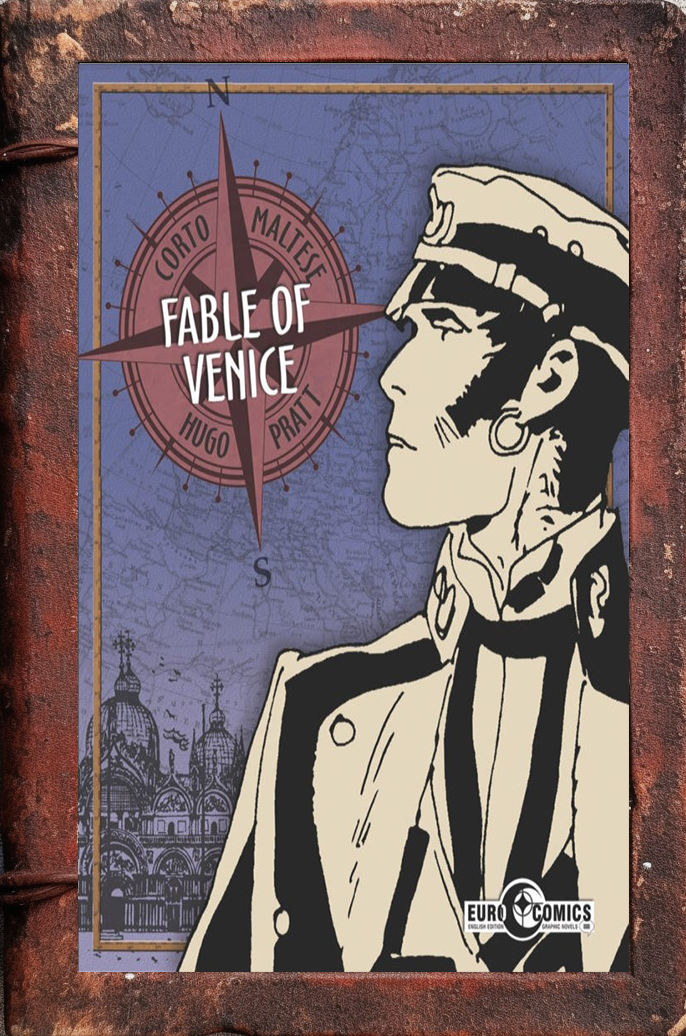 N
CORTO MALTESE
FABLE OF
VENICE
HUGO PRATT
S
EURO COMICS
ENGLISH EDITION GRAPHIC NOVELS